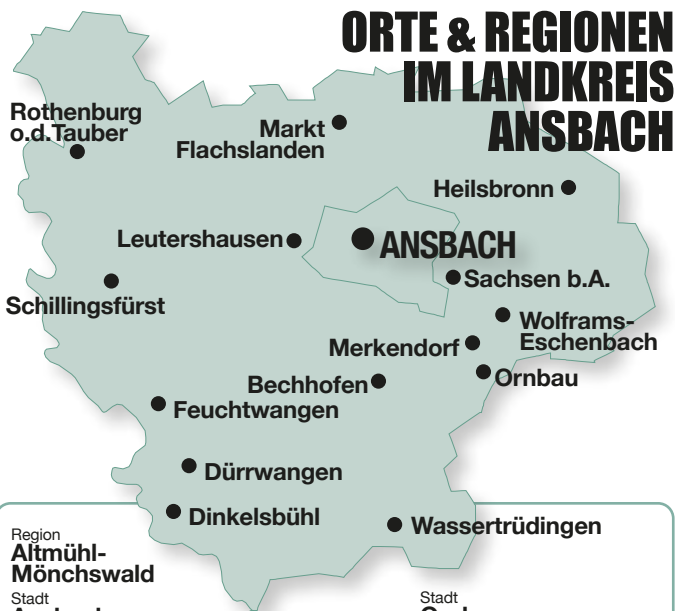 ORTE & REGIONEN
IM LANDKREIS
ANSBACH
Rothenburg
o.d.Tauber
Markt
Flachslanden
Heilsbronn
Leutershausen
ANSBACH
Sachsen b.A.
Schillingsfürst
Wolframs-
Eschenbach
Merkendorf
Ornbau
Bechhofen
Feuchtwangen
Dürrwangen
Dinkelsbühl
Wassertrüdingen
Region
Altmühl-
Mönchswald
Stadt
Stadt